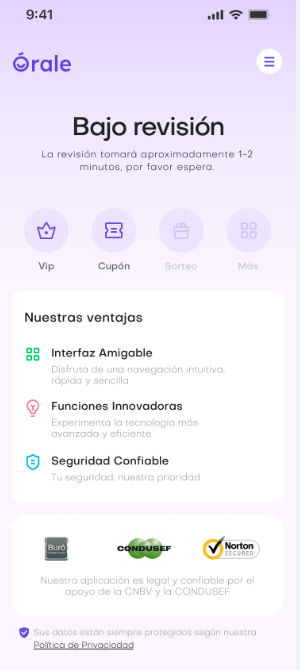 9:41
Órale
Bajo revisión
La revisión tomará aproximadamente 1-2
minutos, por favor espera.
Vip Cupón Sorteo Más
Nuestras ventajas
Interfaz Amigable
Disfruta de una navegación intuitiva,
rápida y sencilla
Funciones Innovadoras
Experimenta la tecnología más
avanzada y eficiente
Seguridad Confiable
Tu seguridad, nuestra prioridad
Buró CONDUSEF Norton
SECURED
Nuestra aplicación es legal y confiable por el
apoyo de la CNBV y la CONDUSEF
Sus datos están siempre protegidos según nuestra
Política de Privaciodad